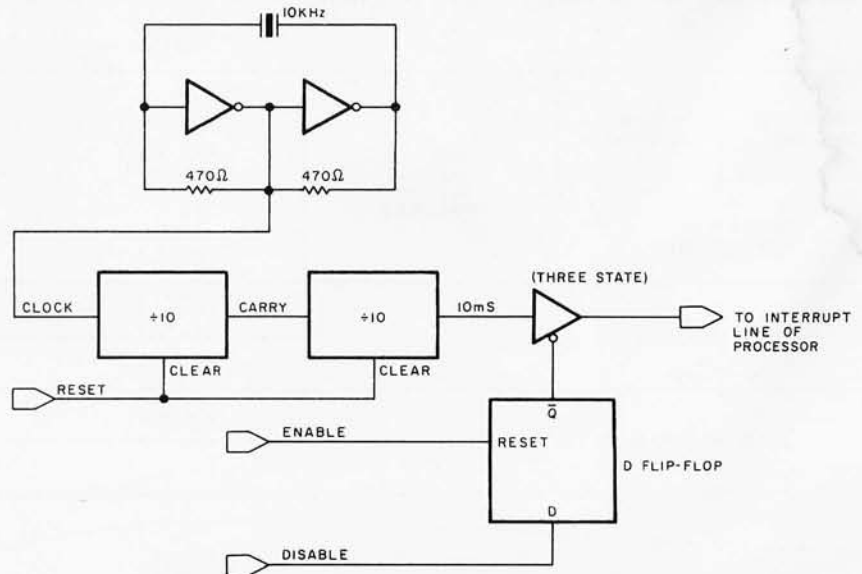 10KHz
470Ω
470Ω
(THREE STATE)
CLOCK
÷10
CARRY
÷10
10mS
TO INTERRUPT
LINE OF
PROCESSOR
CLEAR
CLEAR
RESET
Q̅
ENABLE
RESET
D FLIP-FLOP
D
DISABLE